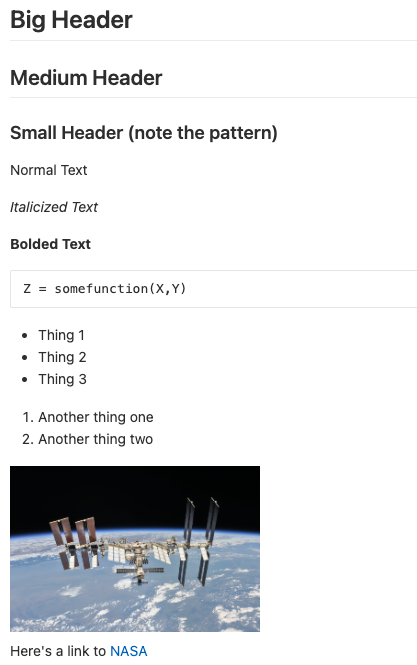 Big Header
Medium Header
Small Header (note the pattern)
Normal Text
Italicized Text
Bolded Text
Z = somefunction(X,Y)
Thing 1
Thing 2
Thing 3
1. Another thing one
2. Another thing two
Here's a link to NASA